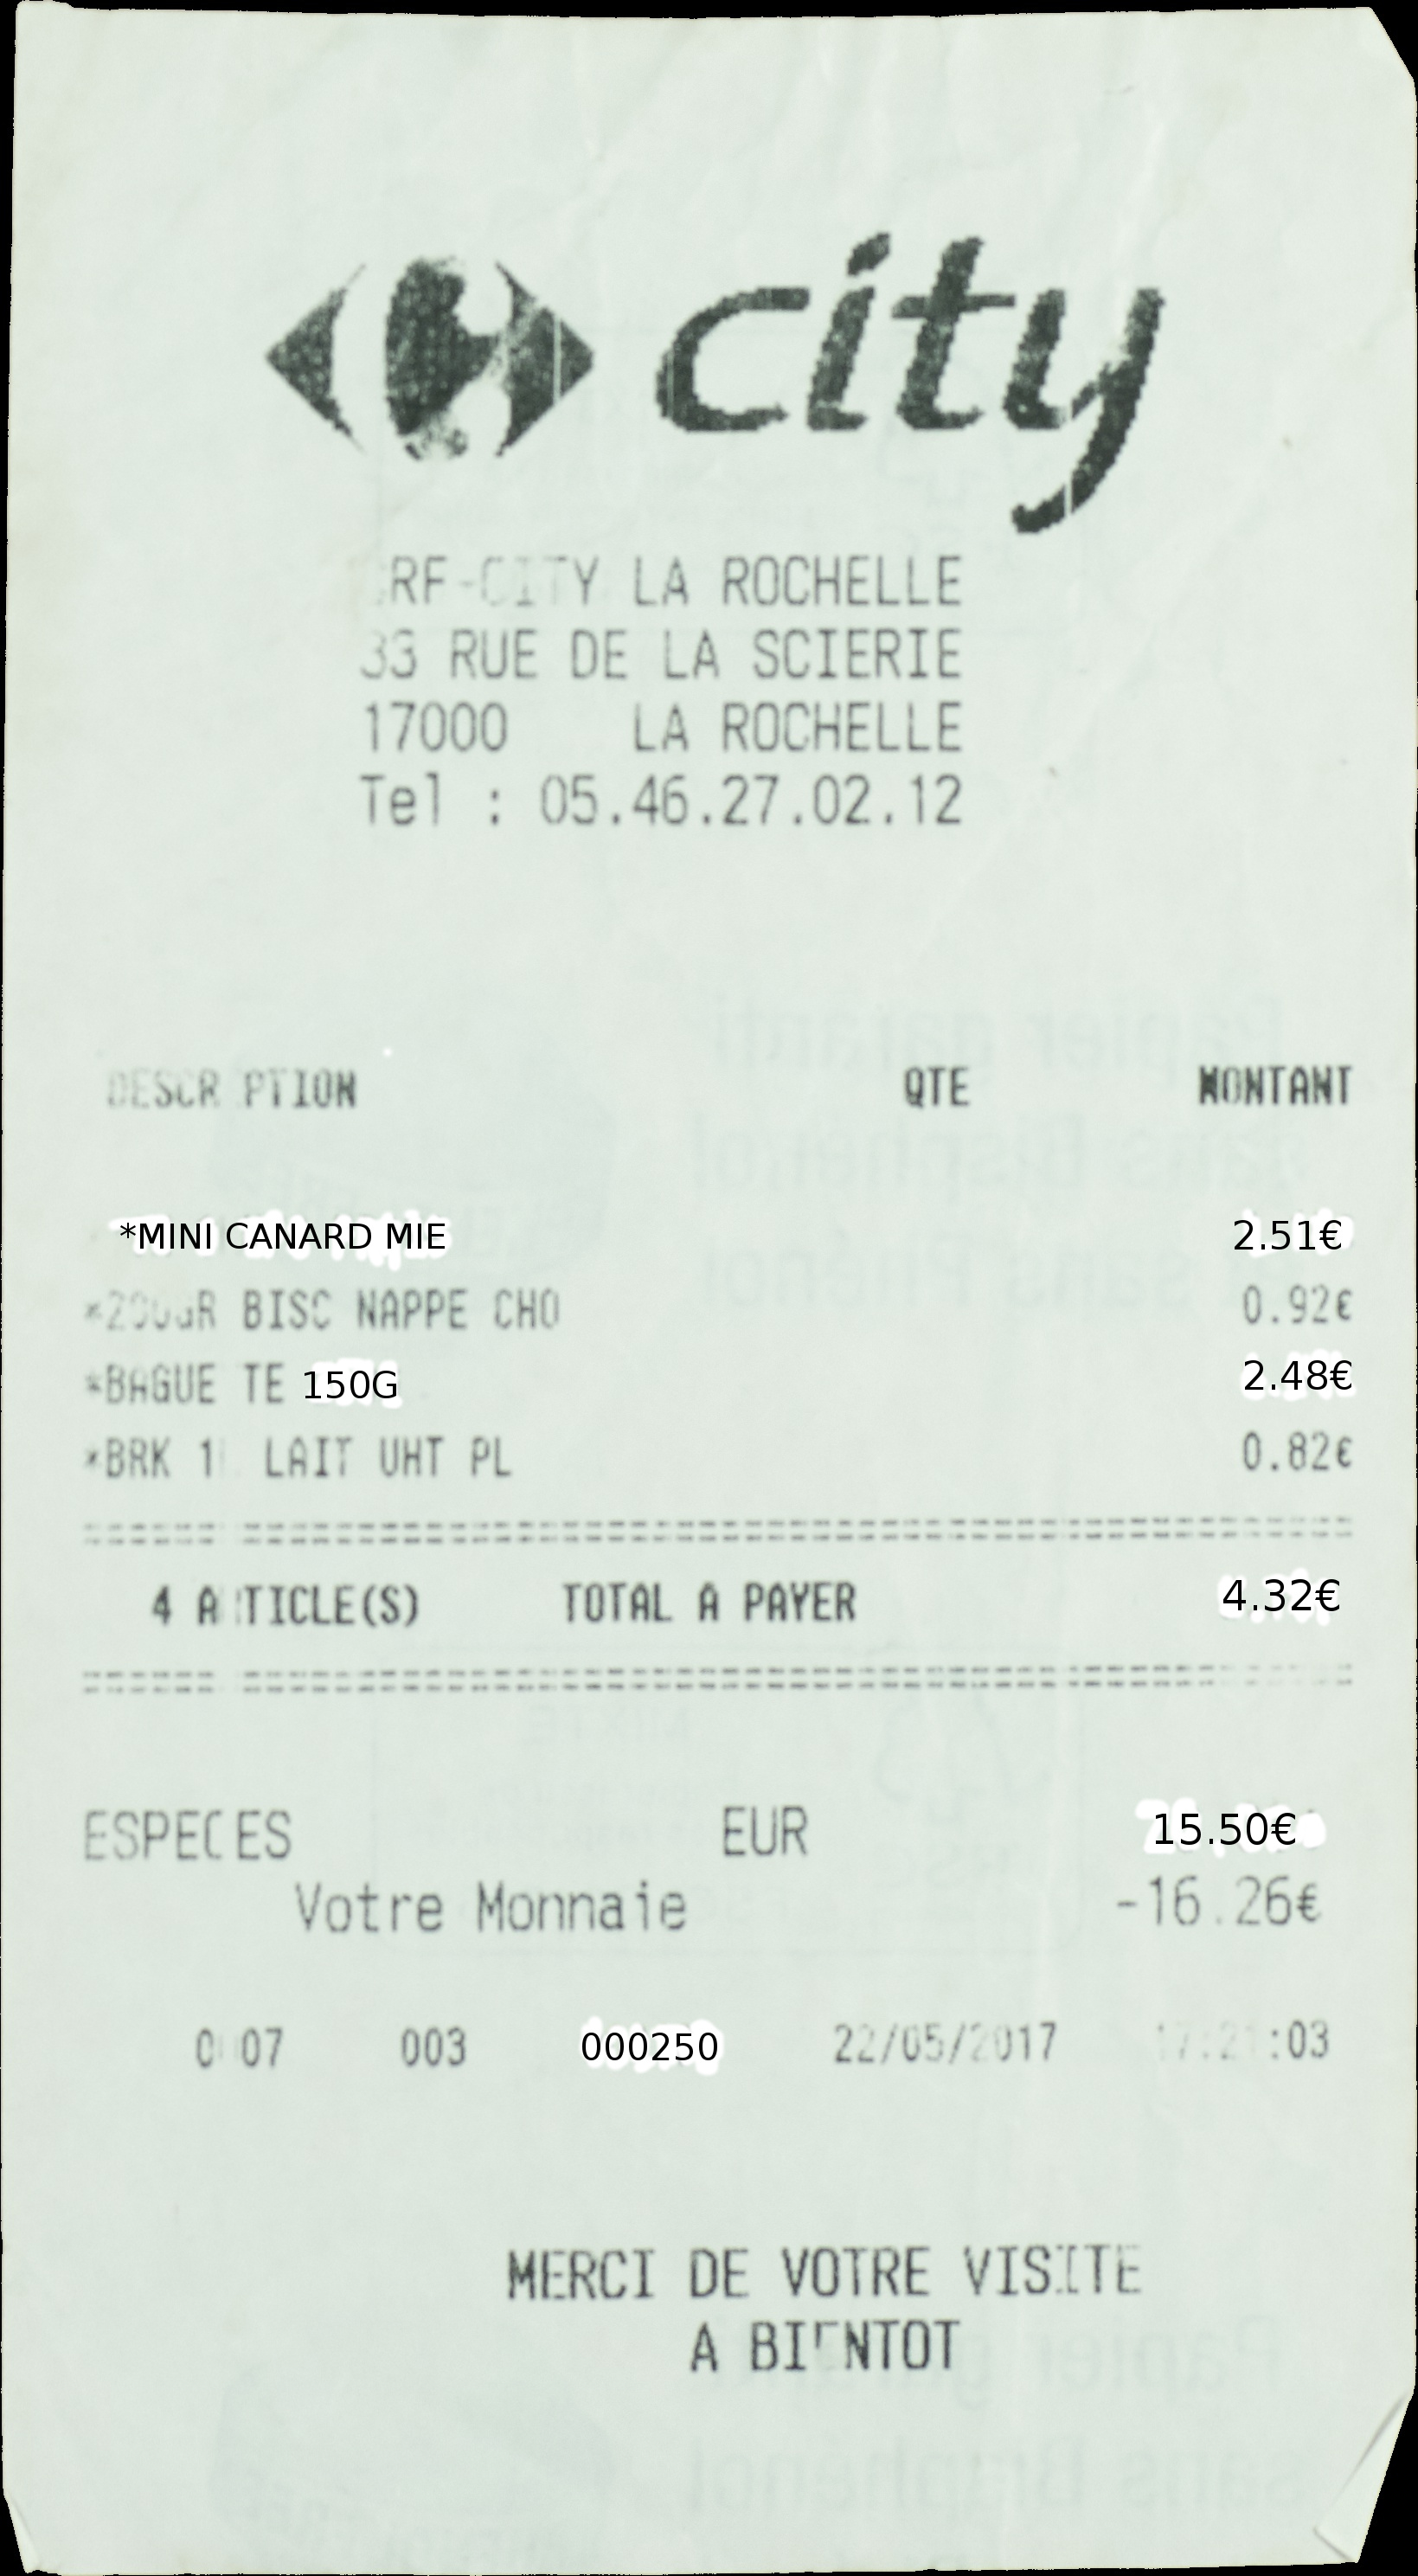 city
CRF-CITY LA ROCHELLE
33 RUE DE LA SCIERIE
17000 LA ROCHELLE
Tel : 05.46.27.02.12
DESCRIPTION QTE MONTANT
*MINI CANARD MIE 2.51€
*200GR BISC NAPPE CHO 0.92€
*BAGUETTE 150G 2.48€
*BRK 1L LAIT UHT PL 0.82€
4 ARTICLE(S) TOTAL A PAYER 4.32€
ESPECES EUR 15.50€
Votre Monnaie -16.26€
0007 003 000250 22/05/2017 17:21:03
MERCI DE VOTRE VISITE
A BIENTOT